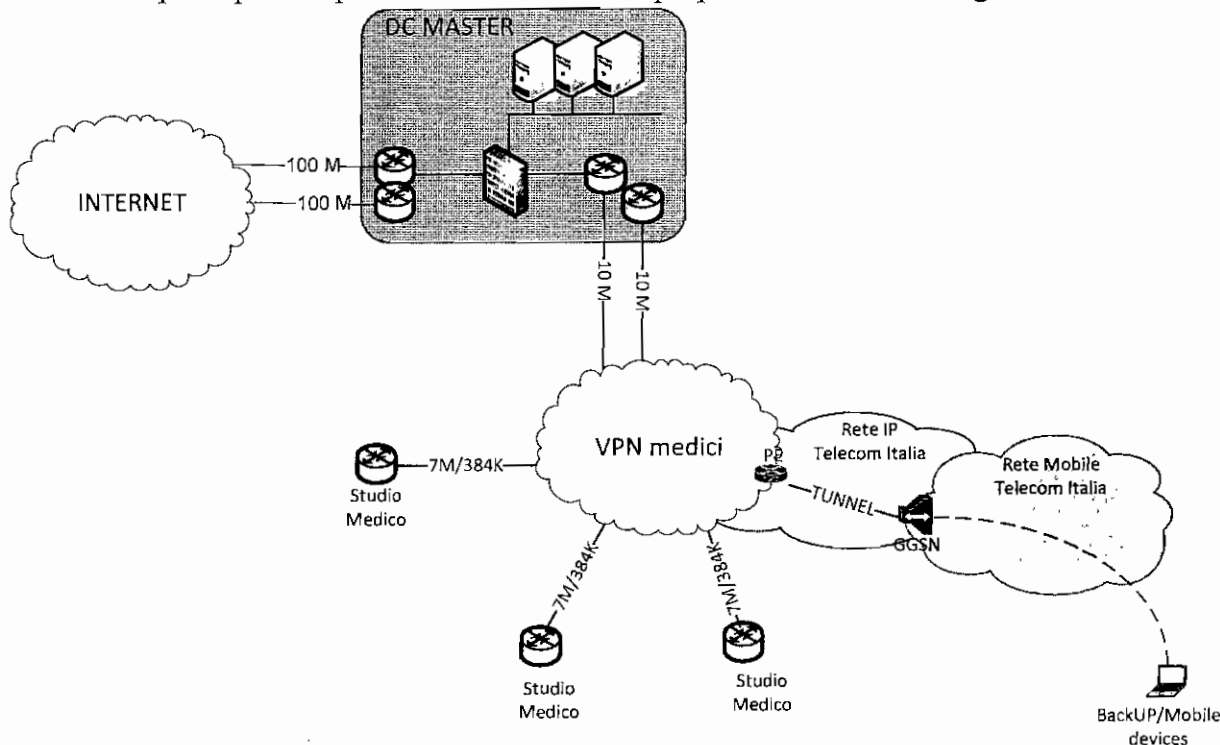 DC MASTER
INTERNET
100 M
100 M
10 M
10 M
VPN medici
Rete IP
Telecom Italia
PE
TUNNEL
GGSN
Rete Mobile
Telecom Italia
7M/384K
Studio
Medico
7M/384K
Studio
Medico
7M/384K
Studio
Medico
BackUP/Mobile
devices